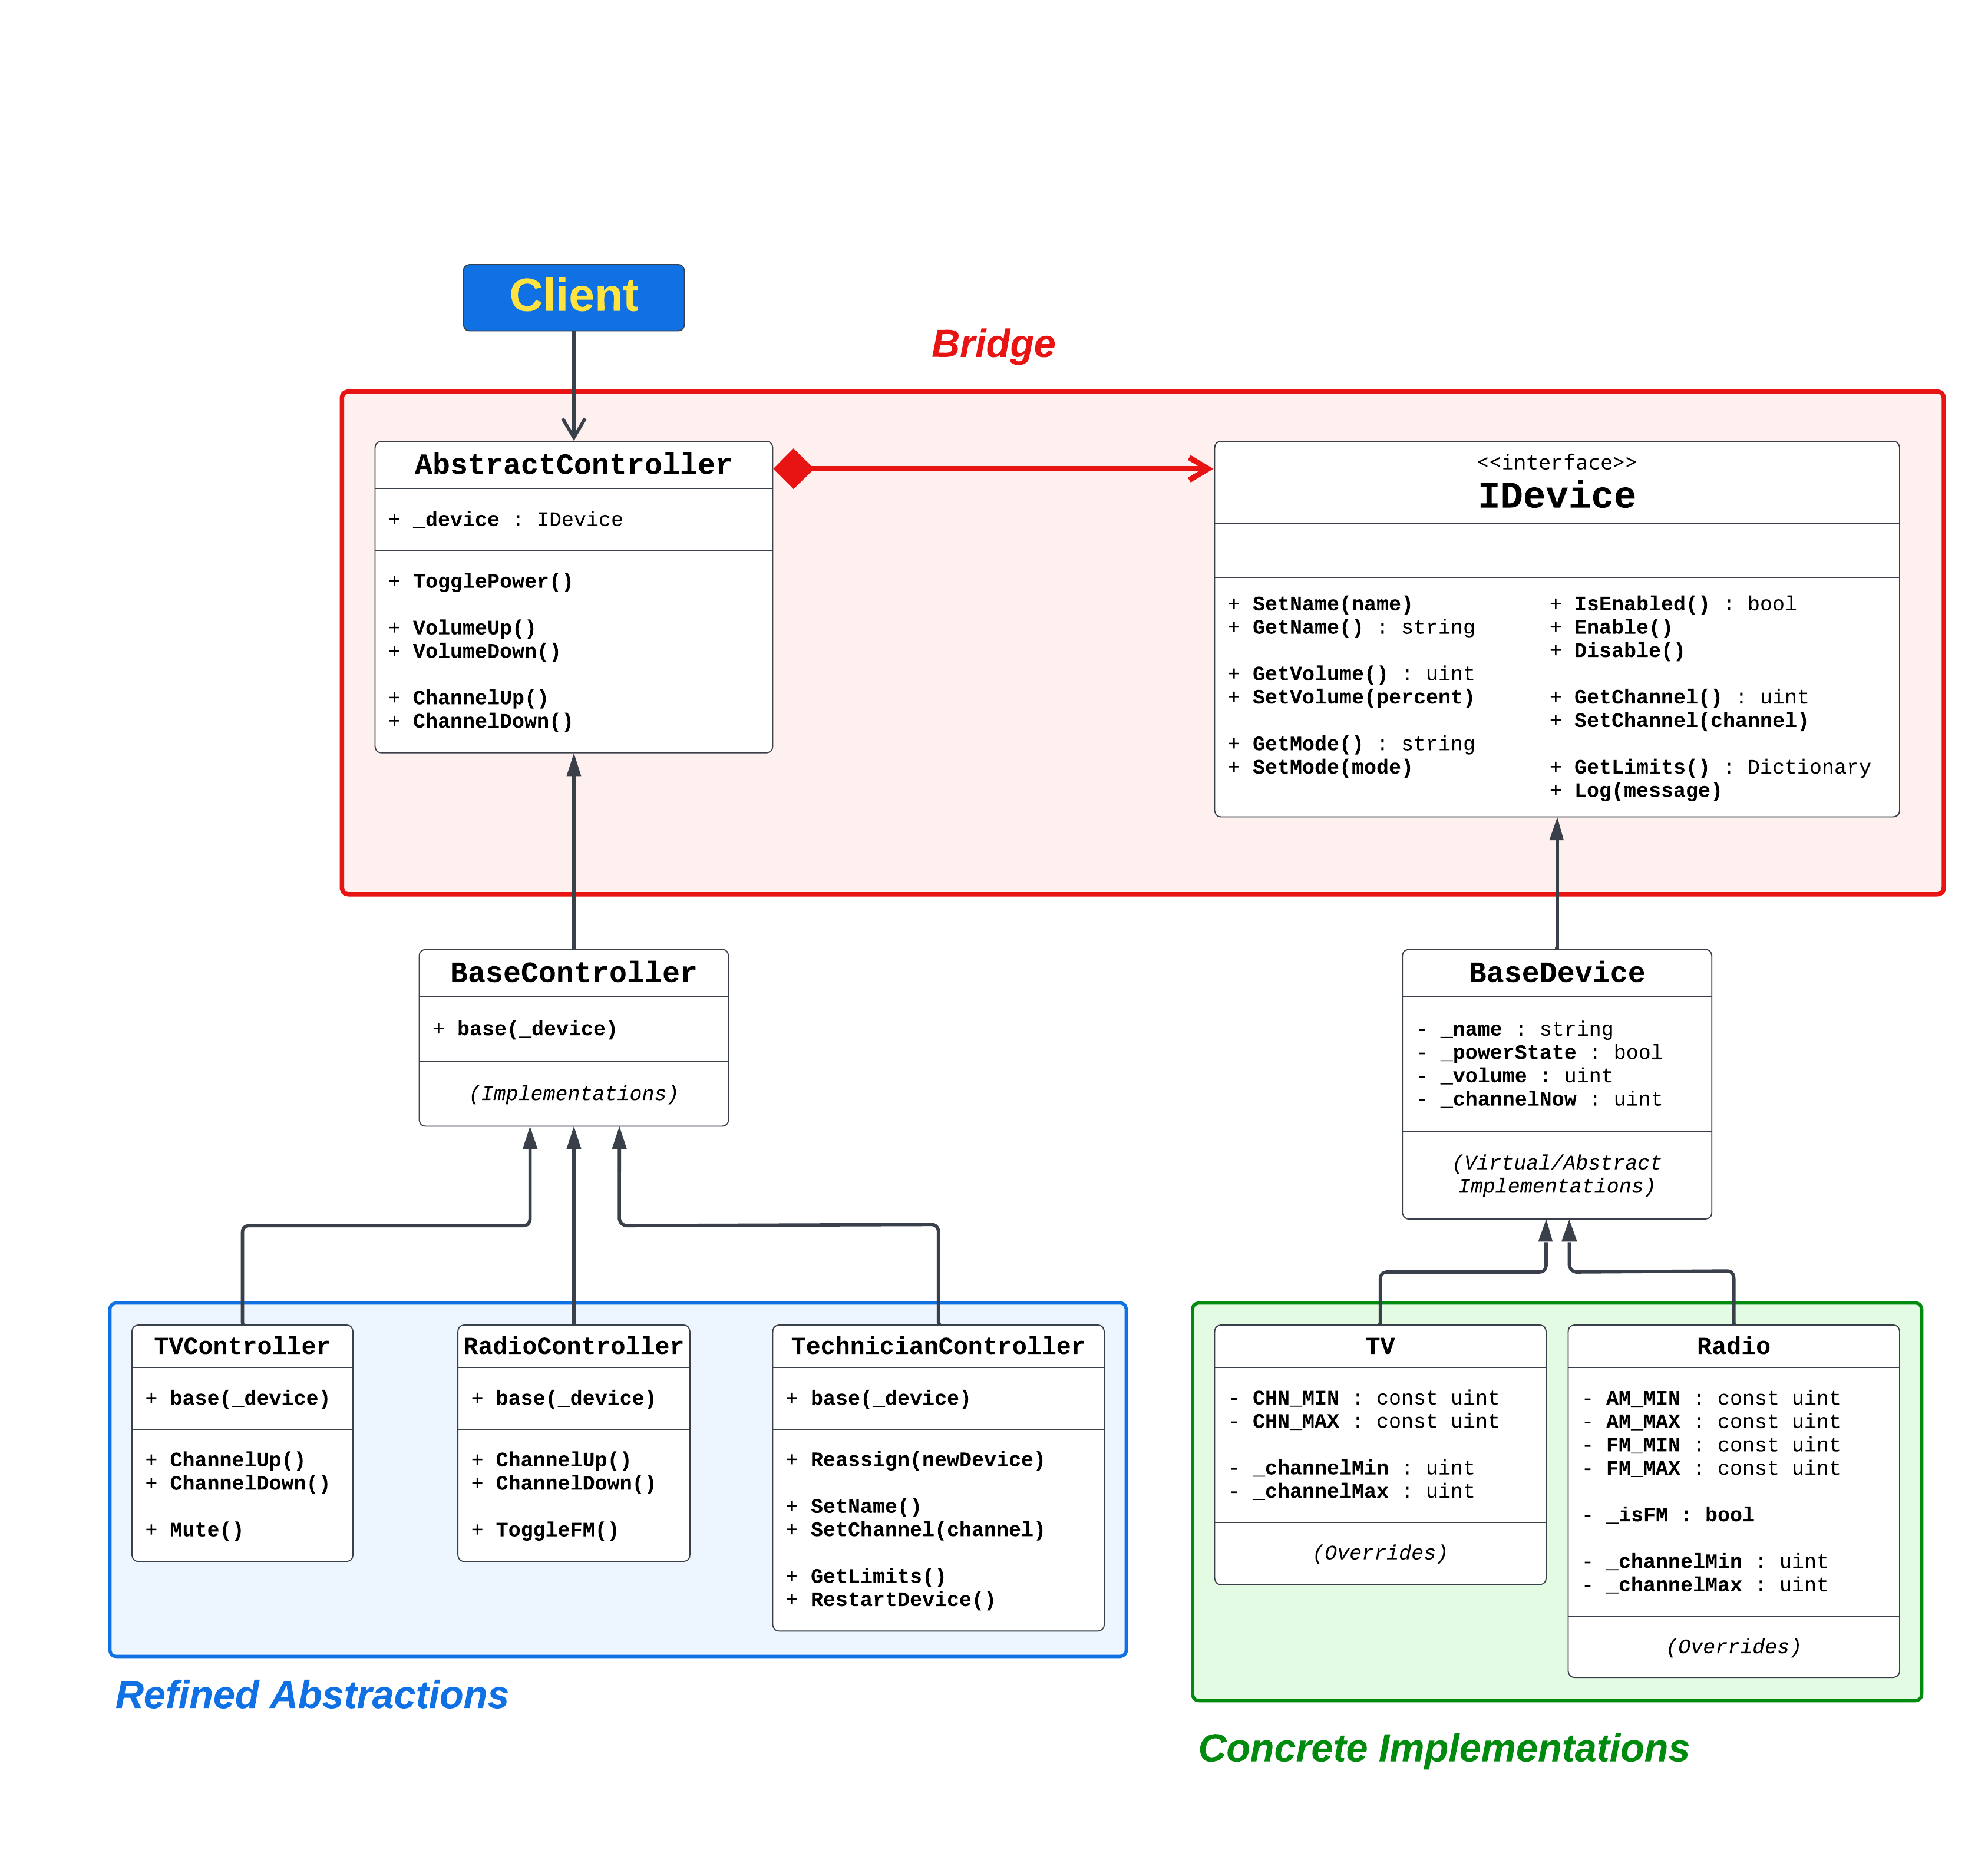 Client
Bridge
AbstractController
+ _device : IDevice
+ TogglePower()
+ VolumeUp()
+ VolumeDown()
+ ChannelUp()
+ ChannelDown()
<<interface>>
IDevice
+ SetName(name)
+ GetName() : string
+ GetVolume() : uint
+ SetVolume(percent)
+ GetMode() : string
+ SetMode(mode)
+ IsEnabled() : bool
+ Enable()
+ Disable()
+ GetChannel() : uint
+ SetChannel(channel)
+ GetLimits() : Dictionary
+ Log(message)
BaseController
+ base(_device)
(Implementations)
BaseDevice
- _name : string
- _powerState : bool
- _volume : uint
- _channelNow : uint
(Virtual/Abstract
Implementations)
TVController
+ base(_device)
+ ChannelUp()
+ ChannelDown()
+ Mute()
RadioController
+ base(_device)
+ ChannelUp()
+ ChannelDown()
+ ToggleFM()
TechnicianController
+ base(_device)
+ Reassign(newDevice)
+ SetName()
+ SetChannel(channel)
+ GetLimits()
+ RestartDevice()
Refined Abstractions
TV
- CHN_MIN : const uint
- CHN_MAX : const uint
- _channelMin : uint
- _channelMax : uint
(Overrides)
Radio
- AM_MIN : const uint
- AM_MAX : const uint
- FM_MIN : const uint
- FM_MAX : const uint
- _isFM : bool
- _channelMin : uint
- _channelMax : uint
(Overrides)
Concrete Implementations